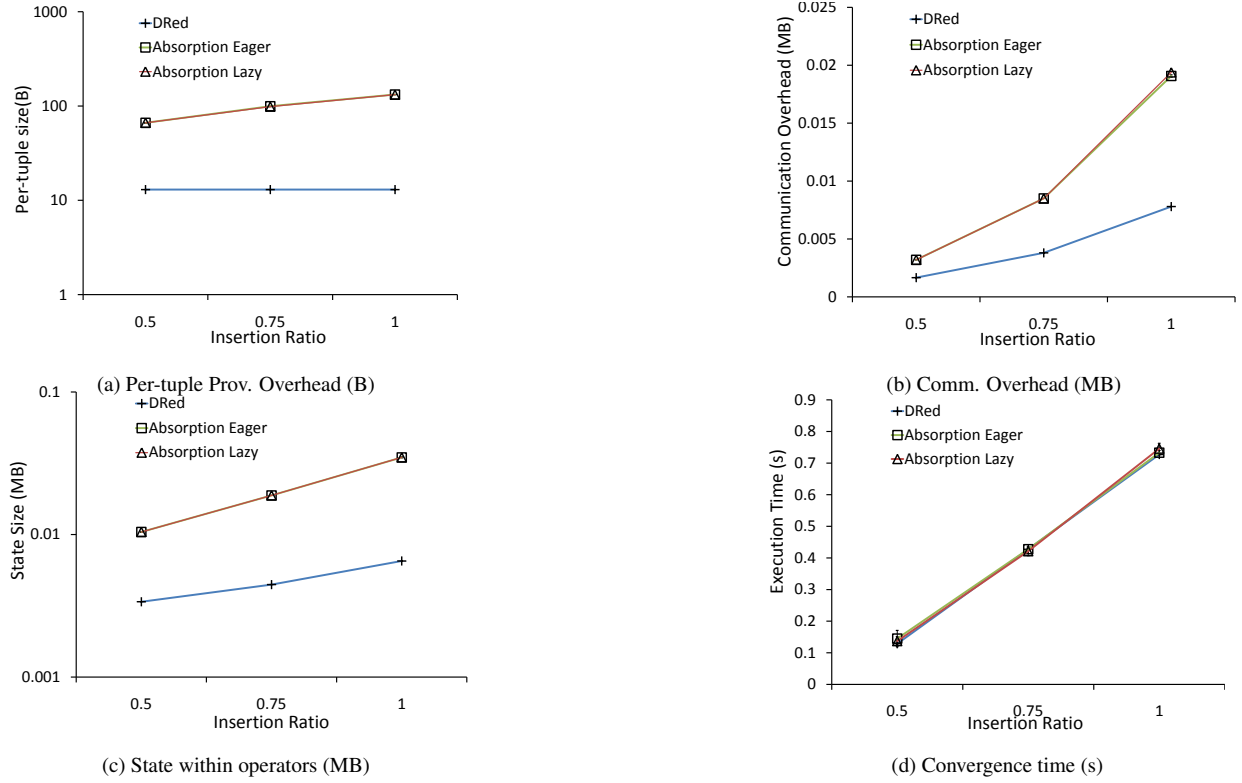 1000
100
10
1
Per-tuple size(B)
DRed
Absorption Eager
Absorption Lazy
0.5 0.75 1
Insertion Ratio
(a) Per-tuple Prov. Overhead (B)
0.025
0.02
0.015
0.01
0.005
0
Communication Overhead (MB)
DRed
Absorption Eager
Absorption Lazy
0.5 0.75 1
Insertion Ratio
(b) Comm. Overhead (MB)
0.1
0.01
0.001
State Size (MB)
DRed
Absorption Eager
Absorption Lazy
0.5 0.75 1
Insertion Ratio
(c) State within operators (MB)
0.9
0.8
0.7
0.6
0.5
0.4
0.3
0.2
0.1
0
Execution Time (s)
DRed
Absorption Eager
Absorption Lazy
0.5 0.75 1
Insertion Ratio
(d) Convergence time (s)